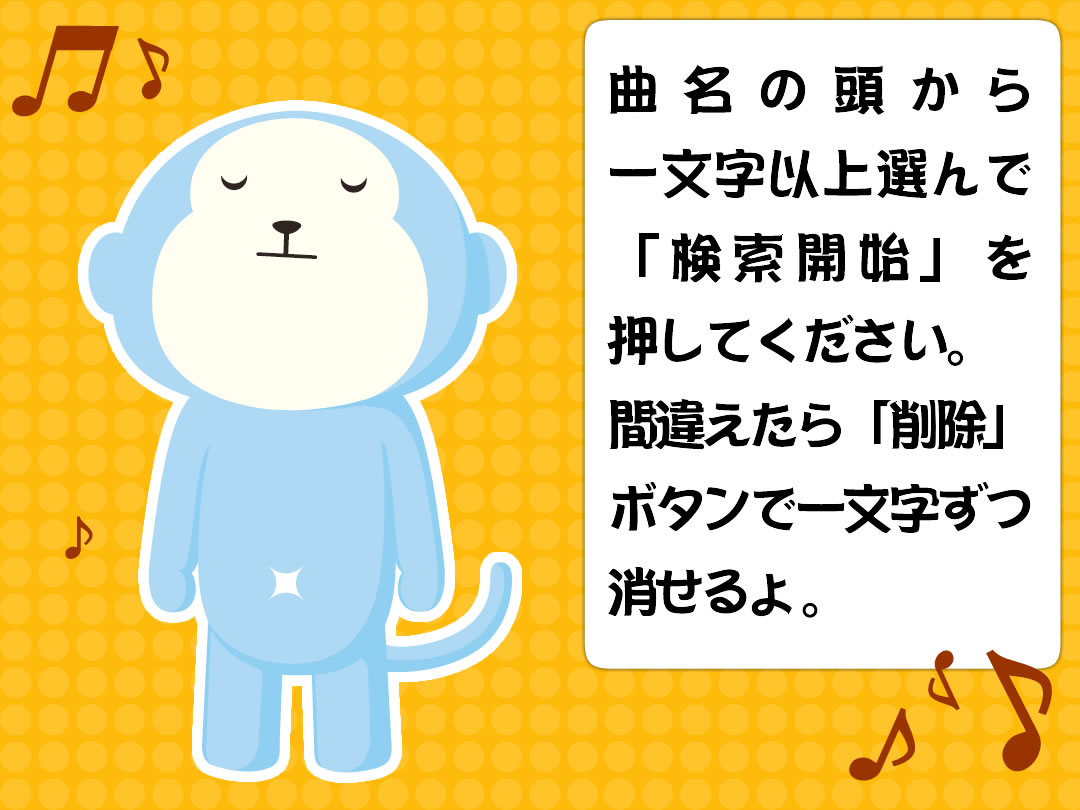 曲名の頭から
一文字以上選んで
「検索開始」を
押してください。
間違えたら「削除」
ボタンで一文字ずつ
消せるよ。